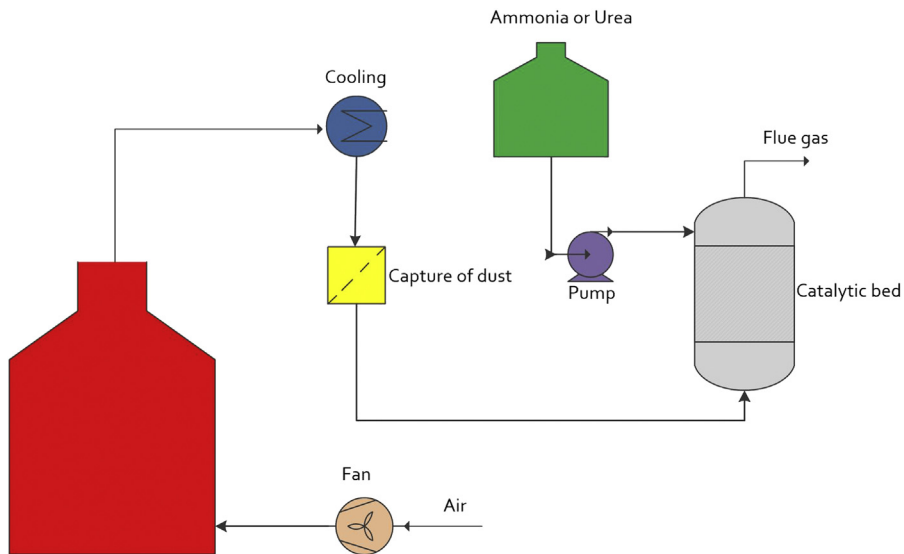 Ammonia or Urea
Cooling
Flue gas
Capture of dust
Pump
Catalytic bed
Fan
Air